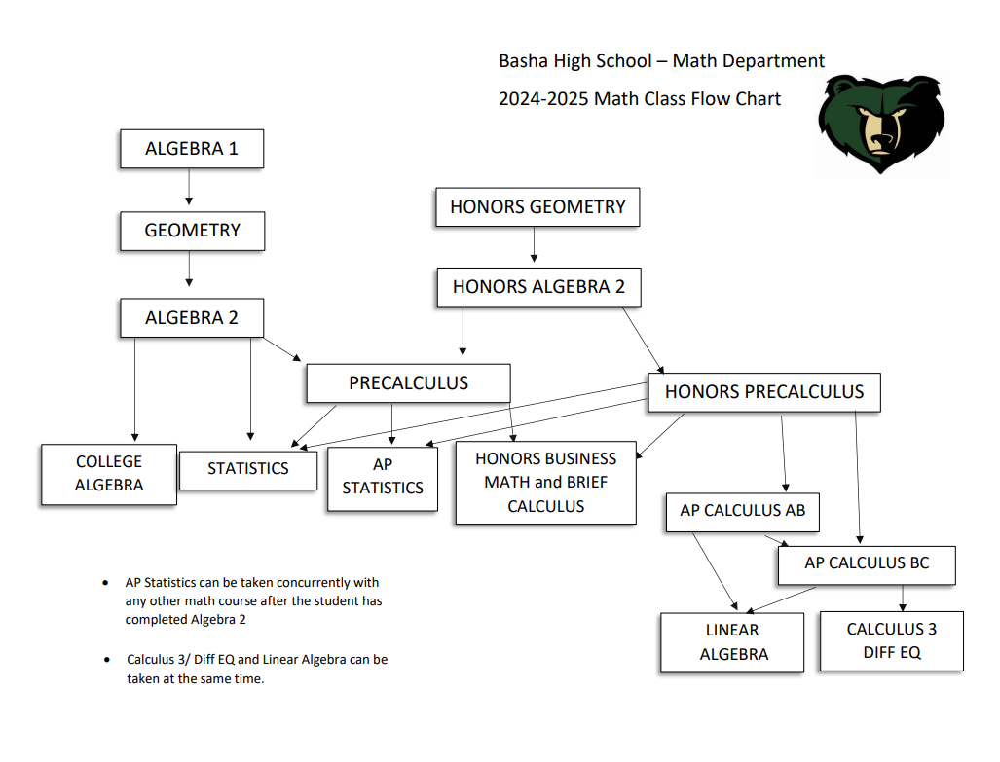 Basha High School – Math Department
2024-2025 Math Class Flow Chart
ALGEBRA 1
GEOMETRY
HONORS GEOMETRY
HONORS ALGEBRA 2
ALGEBRA 2
PRECALCULUS
HONORS PRECALCULUS
COLLEGE
ALGEBRA
STATISTICS
AP
STATISTICS
HONORS BUSINESS
MATH and BRIEF
CALCULUS
AP CALCULUS AB
AP CALCULUS BC
LINEAR
ALGEBRA
CALCULUS 3
DIFF EQ
• AP Statistics can be taken concurrently with
any other math course after the student has
completed Algebra 2
• Calculus 3/ Diff EQ and Linear Algebra can be
taken at the same time.